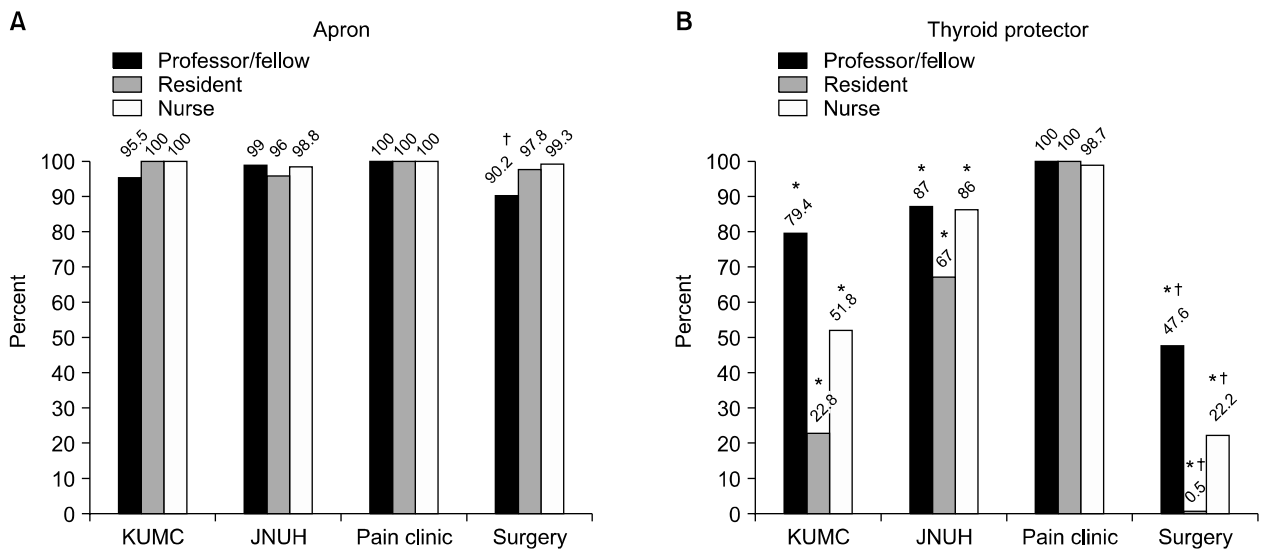 A
Apron
Professor/fellow
Resident
Nurse
Percent
100
90
80
70
60
50
40
30
20
10
0
95.5 100 100
99 96 98.8
100 100 100
†
90.2 97.8 99.3
KUMC JNUH Pain clinic Surgery
B
Thyroid protector
Professor/fellow
Resident
Nurse
Percent
100
90
80
70
60
50
40
30
20
10
0
*
79.4
*
22.8
*
51.8
*
87
*
67
*
86
100 100 98.7
*†
47.6
*†
0.5
*†
22.2
KUMC JNUH Pain clinic Surgery